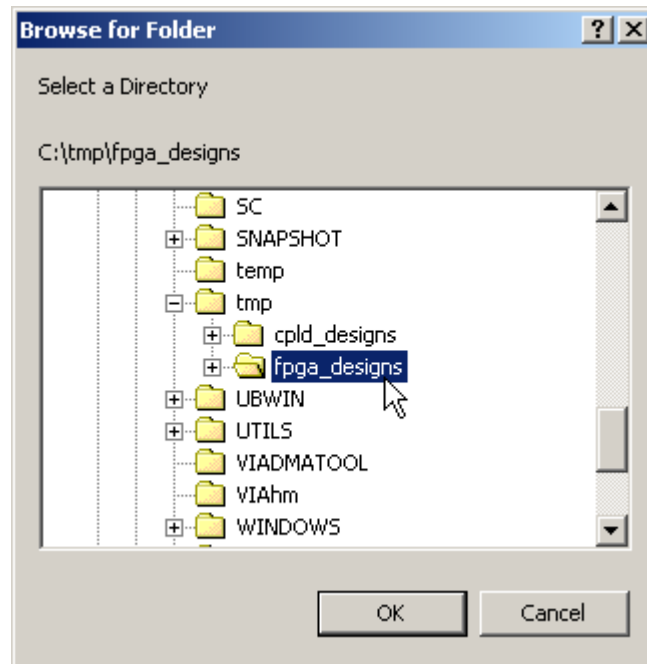 Browse for Folder
Select a Directory
C:\tmp\fpga_designs
SC
SNAPSHOT
temp
tmp
cpld_designs
fpga_designs
UBWIN
UTILS
VIADMATOOL
VIAhm
WINDOWS
OK Cancel